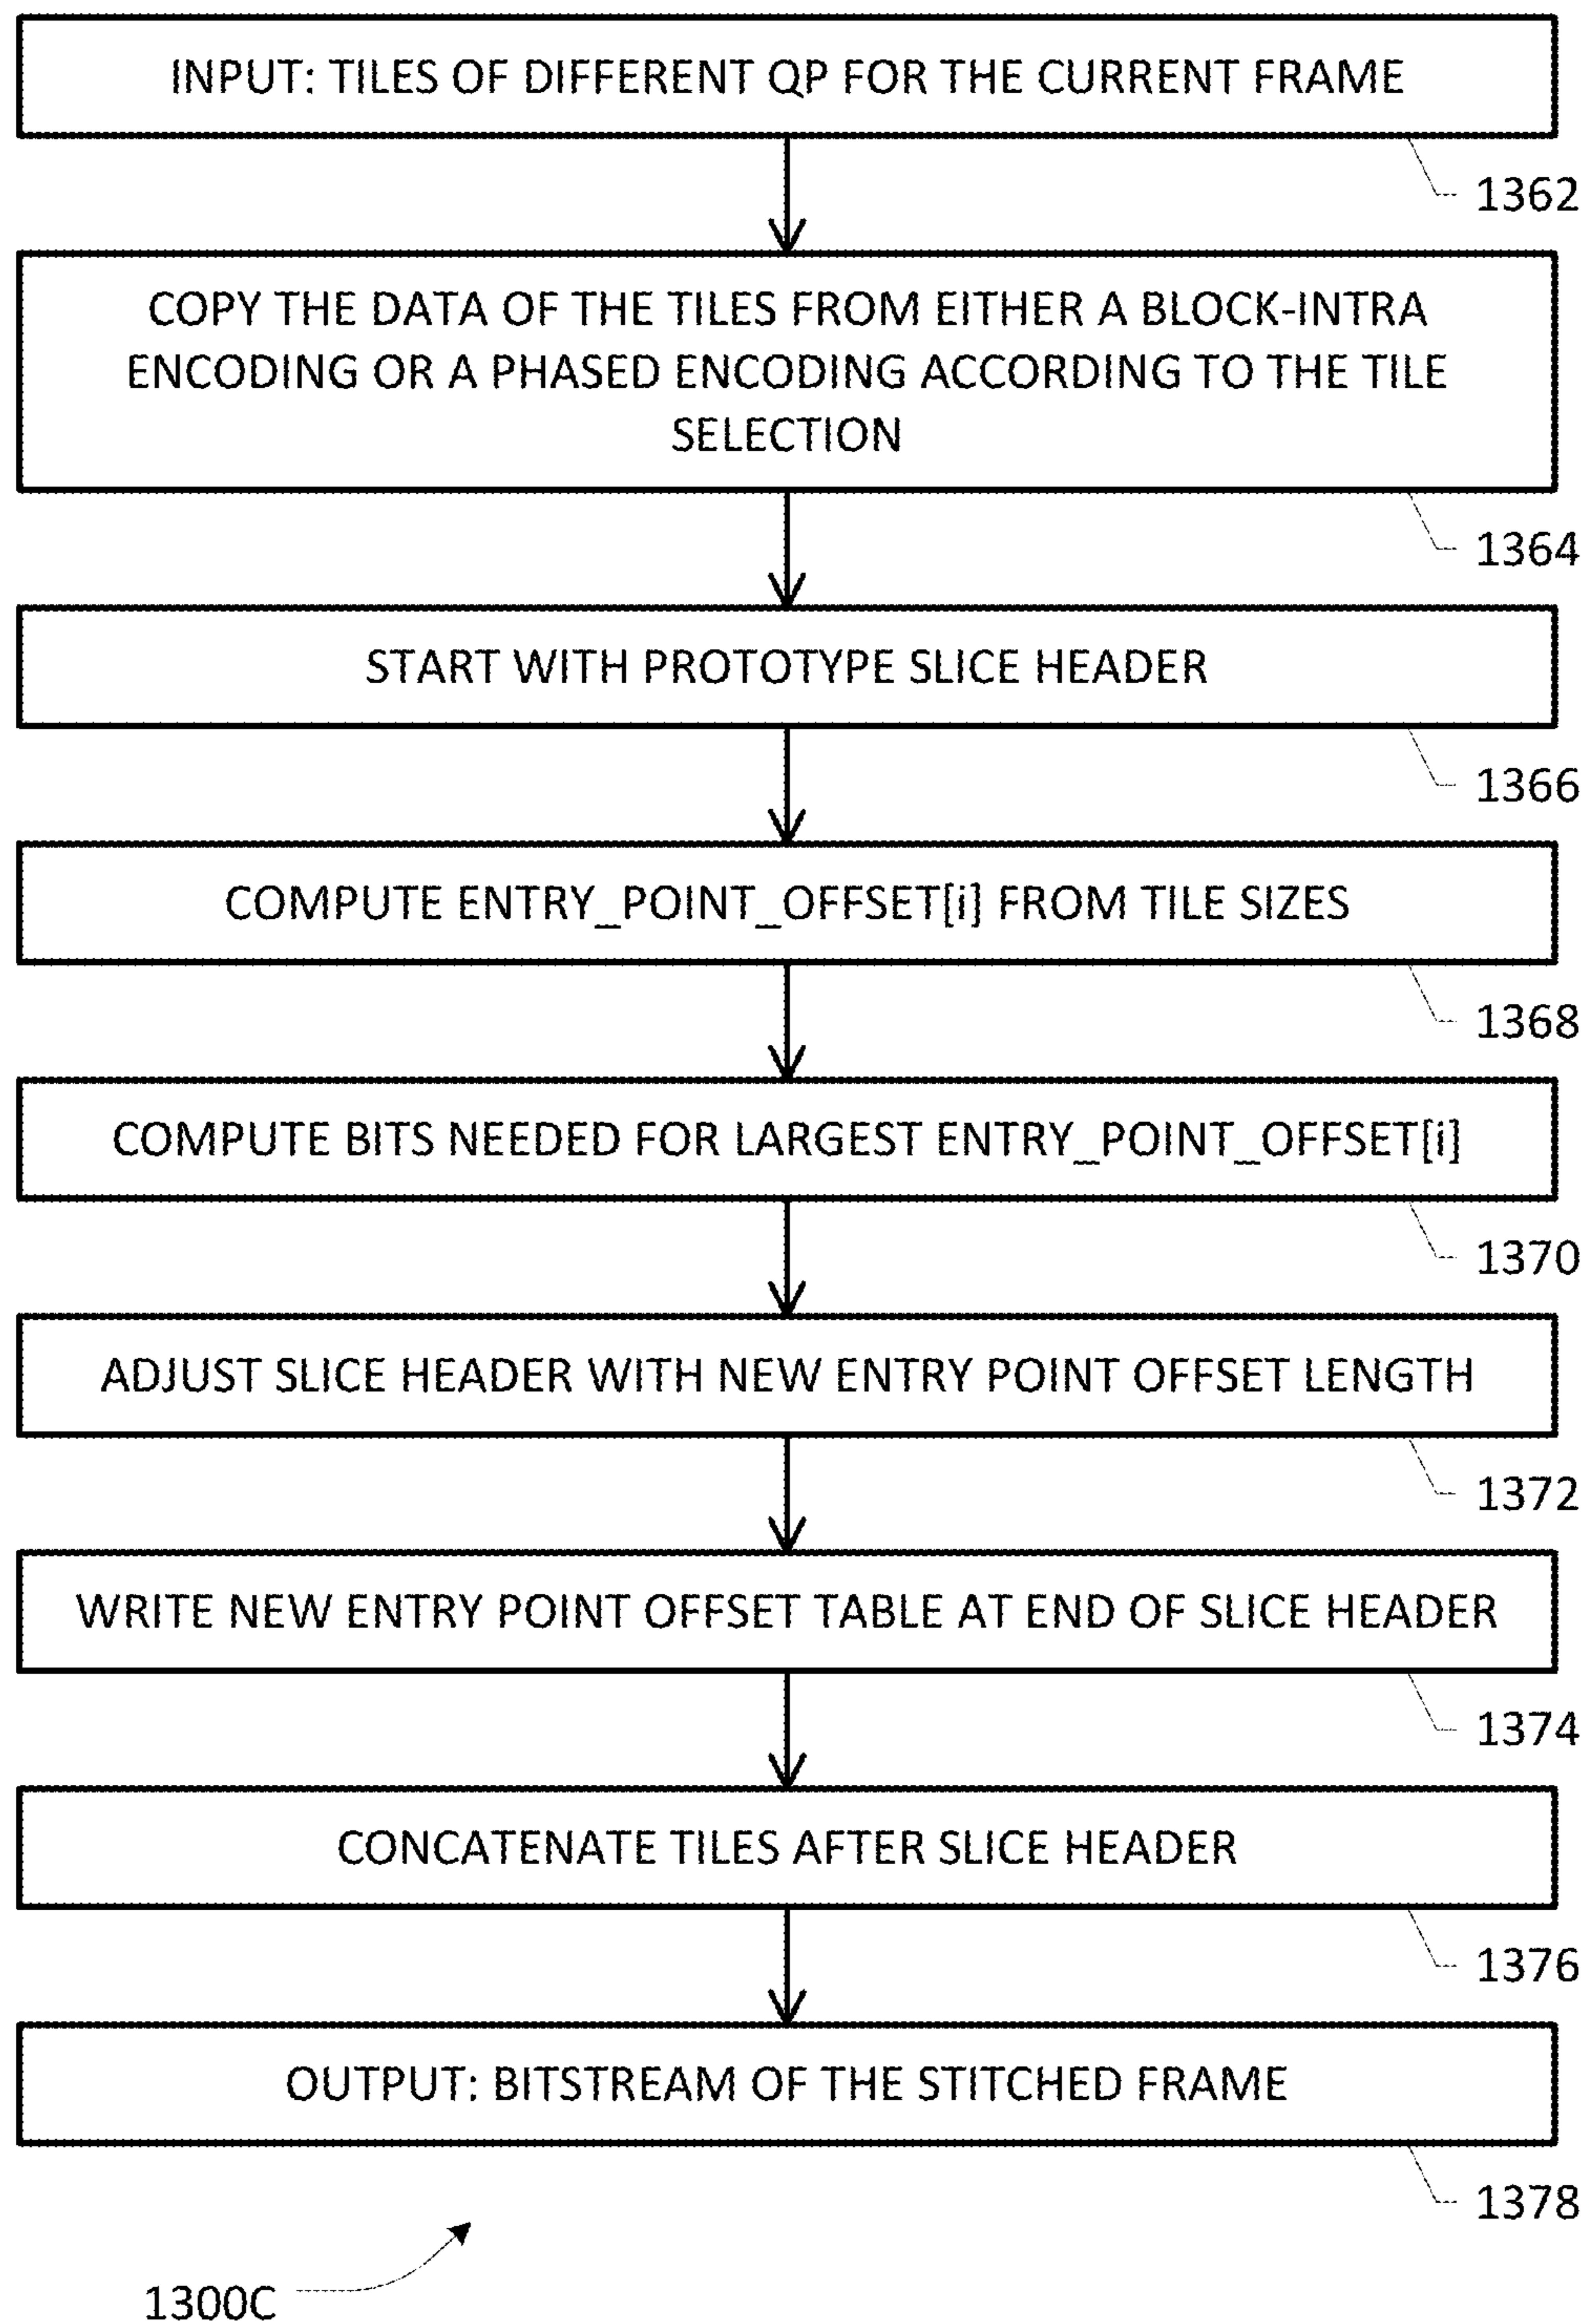 INPUT: TILES OF DIFFERENT QP FOR THE CURRENT FRAME
1362
COPY THE DATA OF THE TILES FROM EITHER A BLOCK-INTRA
ENCODING OR A PHASED ENCODING ACCORDING TO THE TILE
SELECTION
1364
START WITH PROTOTYPE SLICE HEADER
1366
COMPUTE ENTRY_POINT_OFFSET[i] FROM TILE SIZES
1368
COMPUTE BITS NEEDED FOR LARGEST ENTRY_POINT_OFFSET[i]
1370
ADJUST SLICE HEADER WITH NEW ENTRY POINT OFFSET LENGTH
1372
WRITE NEW ENTRY POINT OFFSET TABLE AT END OF SLICE HEADER
1374
CONCATENATE TILES AFTER SLICE HEADER
1376
OUTPUT: BITSTREAM OF THE STITCHED FRAME
1378
1300C